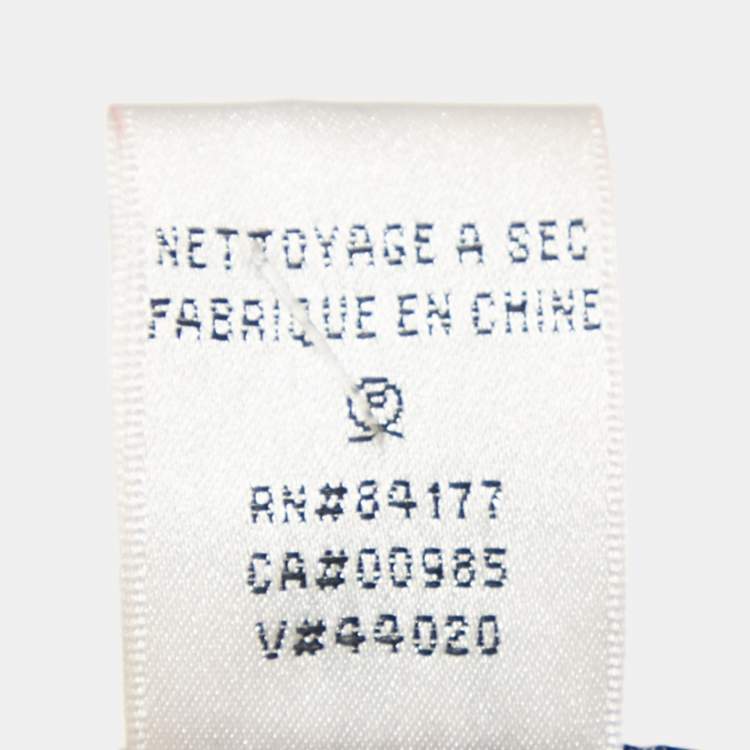 NETTOYAGE A SEC
FABRIQUE EN CHINE
RN#84177
CA#00985
V#44020